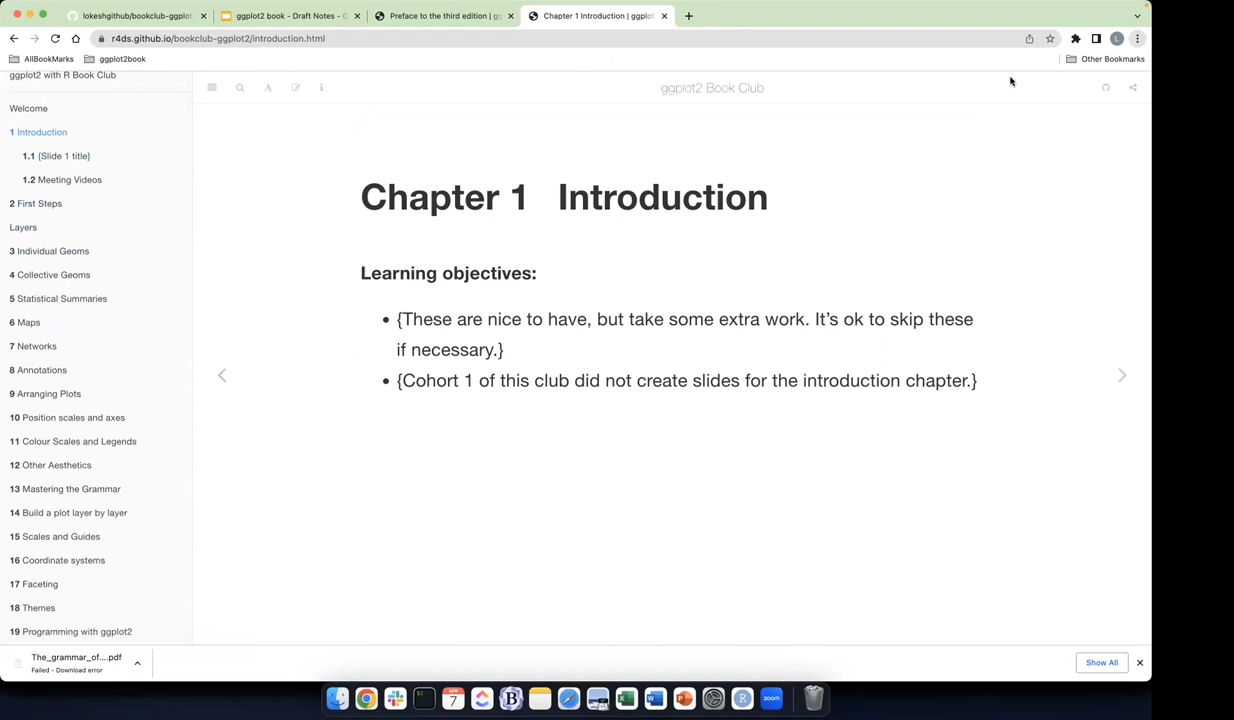 lokeshgithub/bookclub-ggplot
ggplot2 book - Draft Notes - G
Preface to the third edition | gg
Chapter 1 Introduction | ggplot
r4ds.github.io/bookclub-ggplot2/introduction.html
L
AllBookMarks
ggplot2book
Other Bookmarks
ggplot2 with R Book Club
ggplot2 Book Club
Welcome
1 Introduction
1.1 {Slide 1 title}
1.2 Meeting Videos
2 First Steps
Layers
3 Individual Geoms
4 Collective Geoms
5 Statistical Summaries
6 Maps
7 Networks
8 Annotations
9 Arranging Plots
10 Position scales and axes
11 Colour Scales and Legends
12 Other Aesthetics
13 Mastering the Grammar
14 Build a plot layer by layer
15 Scales and Guides
16 Coordinate systems
17 Faceting
18 Themes
19 Programming with ggplot2
Chapter 1 Introduction
Learning objectives:
• {These are nice to have, but take some extra work. It’s ok to skip these
if necessary.}
• {Cohort 1 of this club did not create slides for the introduction chapter.}
The_grammar_of....pdf
Failed - Download error
Show All
APR
7
zoom